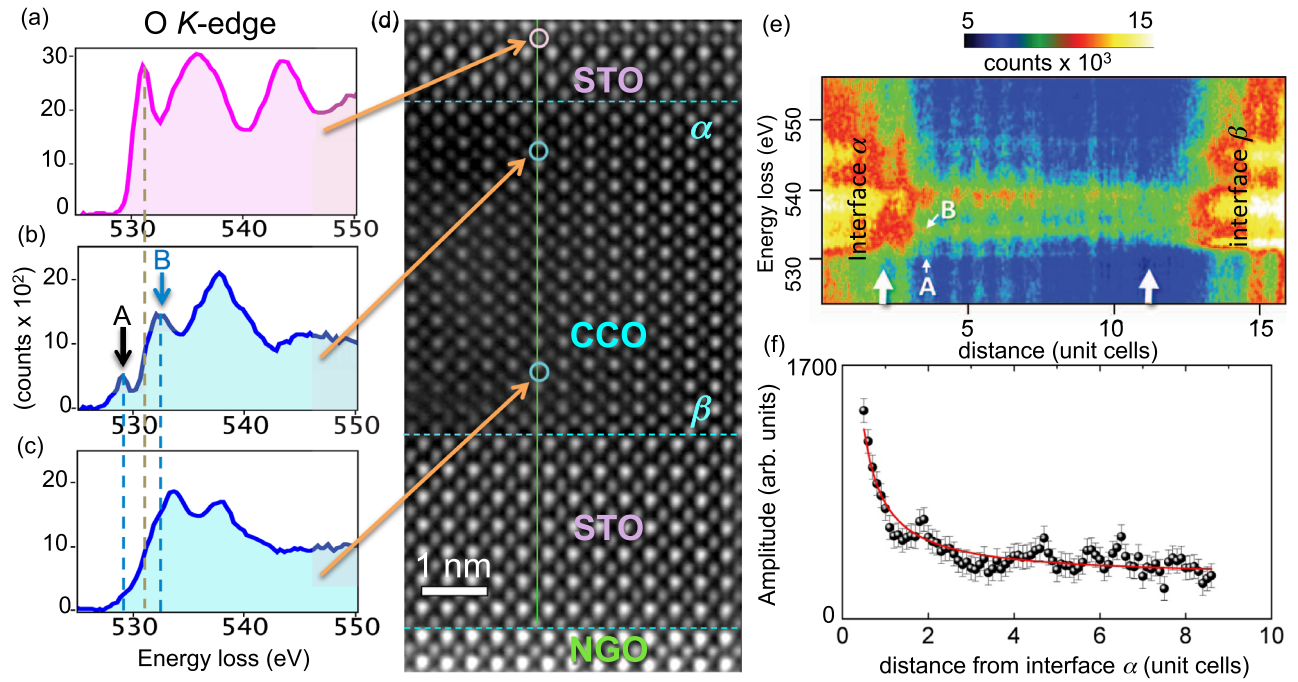 (a)
O K-edge
30
20
10
0
530
540
550
(b)
A
B
20
10
0
530
540
550
(counts x 10²)
(c)
20
10
0
530
540
550
Energy loss (eV)
(d)
STO
α
CCO
β
STO
1 nm
NGO
(e)
5
15
counts x 10³
550
540
530
Energy loss (eV)
Interface α
interface β
B
A
5
10
15
distance (unit cells)
(f)
1700
0
Amplitude (arb. units)
0
2
4
6
8
10
distance from interface α (unit cells)